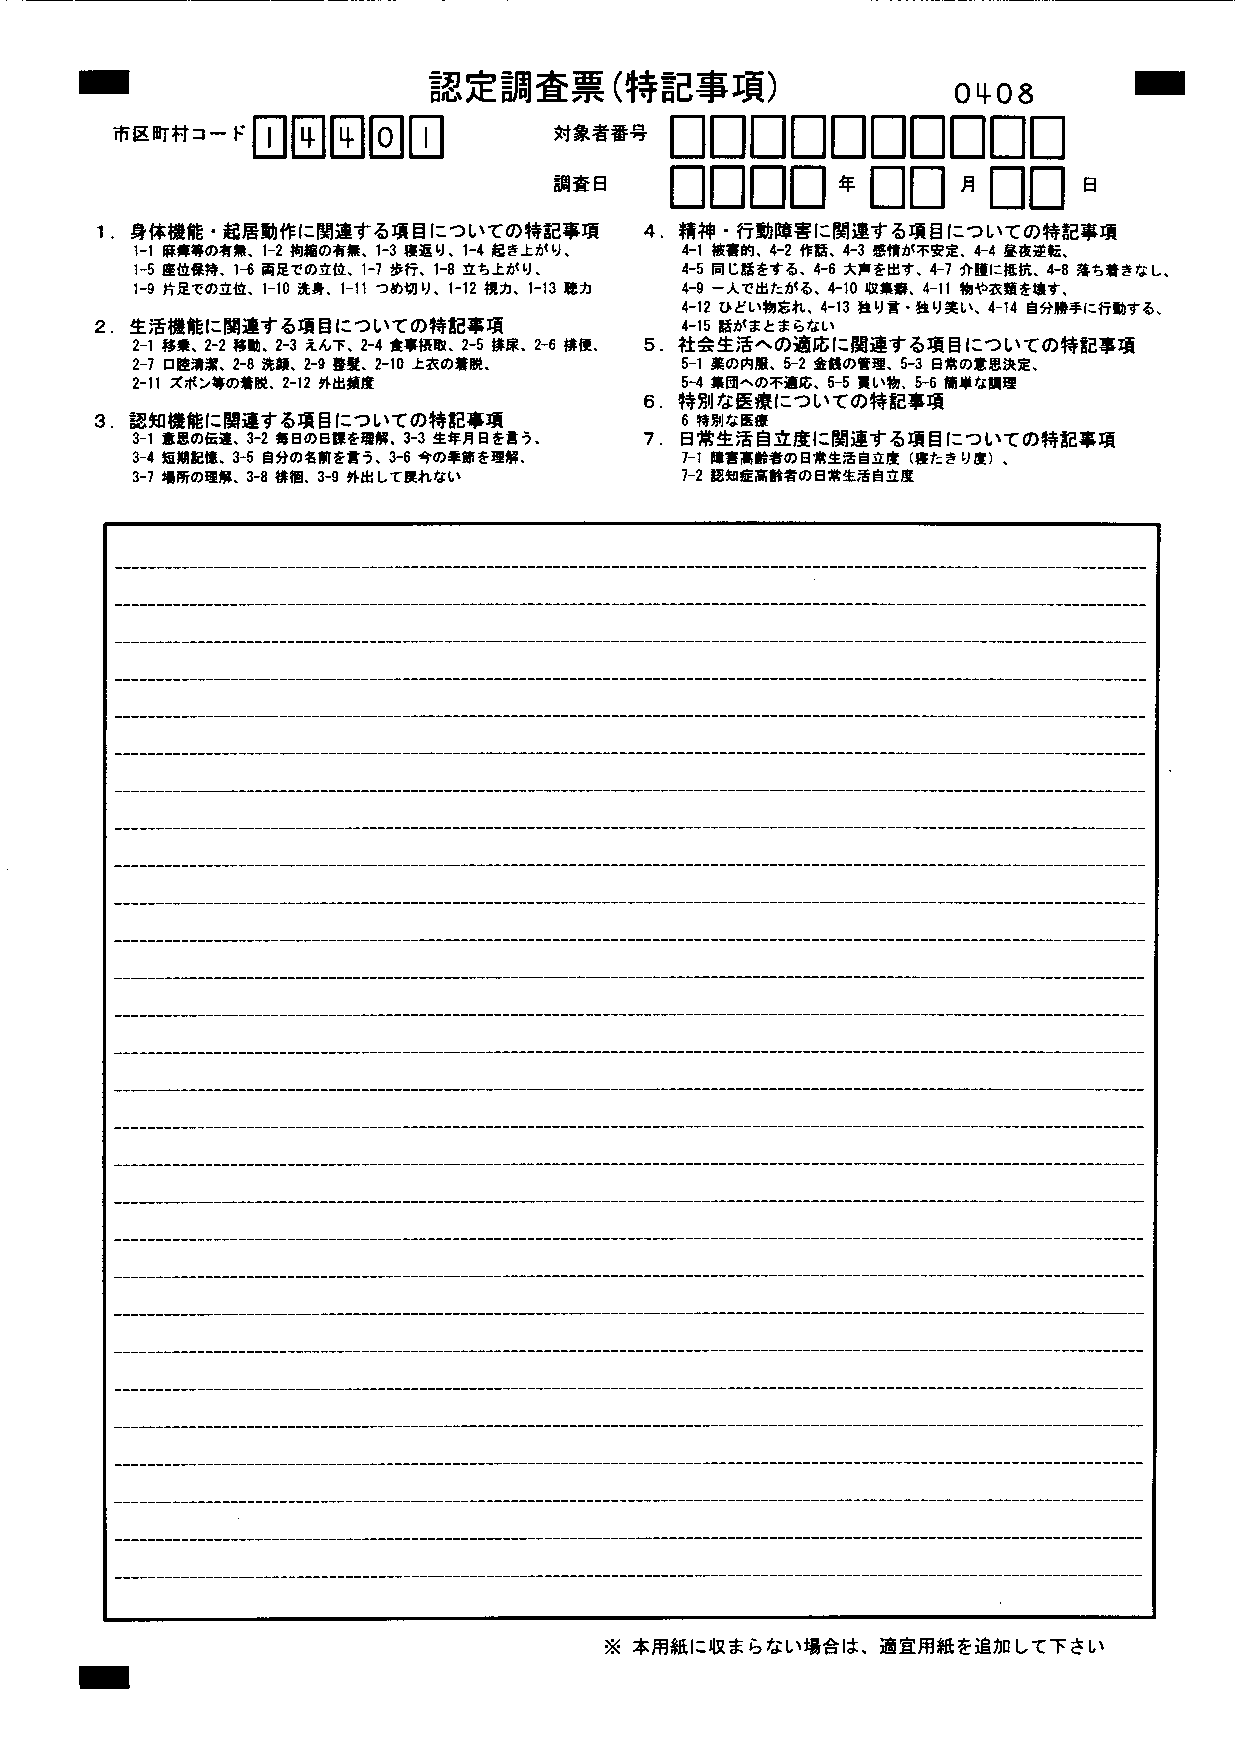 認定調査票(特記事項)
0408
市区町村コード 14401
対象者番号
調査日 年 月 日
1. 身体機能・起居動作に関連する項目についての特記事項
1-1 麻痺等の有無、1-2 拘縮の有無、1-3 寝返り、1-4 起き上がり、
1-5 座位保持、1-6 両足での立位、1-7 歩行、1-8 立ち上がり、
1-9 片足での立位、1-10 洗身、1-11 つめ切り、1-12 視力、1-13 聴力
2. 生活機能に関連する項目についての特記事項
2-1 移乗、2-2 移動、2-3 えん下、2-4 食事摂取、2-5 排尿、2-6 排便、
2-7 口腔清潔、2-8 洗顔、2-9 整髪、2-10 上衣の着脱、
2-11 ズボン等の着脱、2-12 外出頻度
3. 認知機能に関連する項目についての特記事項
3-1 意思の伝達、3-2 毎日の日課を理解、3-3 生年月日を言う、
3-4 短期記憶、3-5 自分の名前を言う、3-6 今の季節を理解、
3-7 場所の理解、3-8 徘徊、3-9 外出して戻れない
4. 精神・行動障害に関連する項目についての特記事項
4-1 被害的、4-2 作話、4-3 感情が不安定、4-4 昼夜逆転、
4-5 同じ話をする、4-6 大声を出す、4-7 介護に抵抗、4-8 落ち着きなし、
4-9 一人で出たがる、4-10 収集癖、4-11 物や衣類を壊す、
4-12 ひどい物忘れ、4-13 独り言・独り笑い、4-14 自分勝手に行動する、
4-15 話がまとまらない
5. 社会生活への適応に関連する項目についての特記事項
5-1 薬の内服、5-2 金銭の管理、5-3 日常の意思決定、
5-4 集団への不適応、5-5 買い物、5-6 簡単な調理
6. 特別な医療についての特記事項
6 特別な医療
7. 日常生活自立度に関連する項目についての特記事項
7-1 障害高齢者の日常生活自立度（寝たきり度）、
7-2 認知症高齢者の日常生活自立度
※ 本用紙に収まらない場合は、適宜用紙を追加して下さい